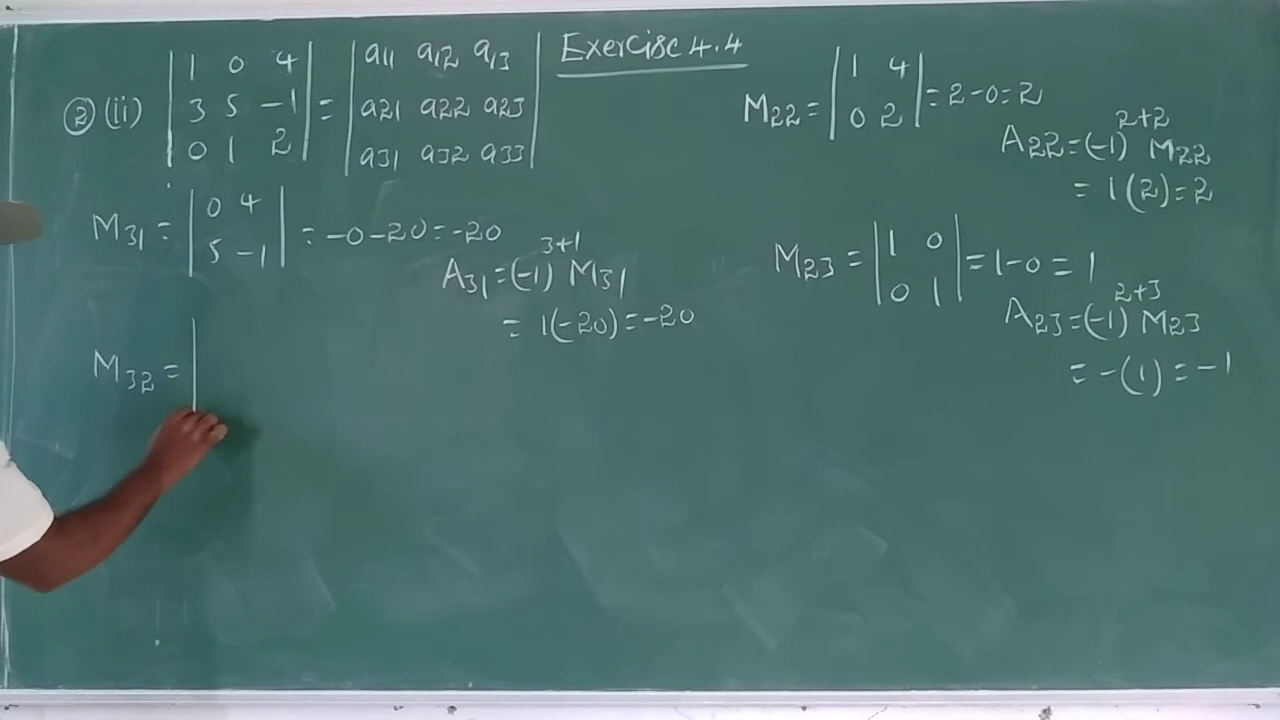 Exercise 4.4
② (ii) | 1 0 4 | = | a11 a12 a13 |
| 3 5 -1 | | a21 a22 a23 |
| 0 1 2 | | a31 a32 a33 |
M31 = | 0 4 | = -0-20 = -20
| 5 -1 |
A31 = (-1)^3+1 M31
= 1(-20) = -20
M32 = |
M22 = | 1 4 | = 2-0 = 2
| 0 2 |
A22 = (-1)^2+2 M22
= 1(2) = 2
M23 = | 1 0 | = 1-0 = 1
| 0 1 |
A23 = (-1)^2+3 M23
= -(1) = -1